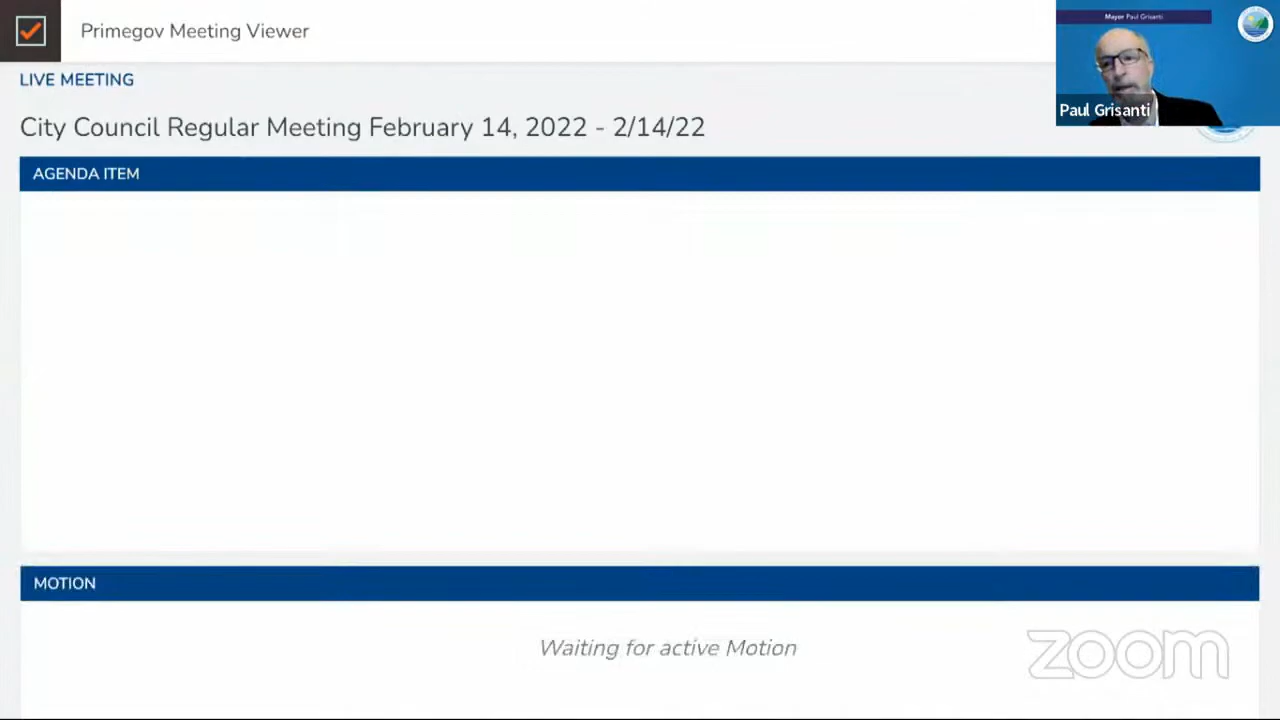 Primegov Meeting Viewer
Mayor Paul Grisanti
LIVE MEETING
Paul Grisanti
City Council Regular Meeting February 14, 2022 - 2/14/22
AGENDA ITEM
MOTION
Waiting for active Motion
zoom